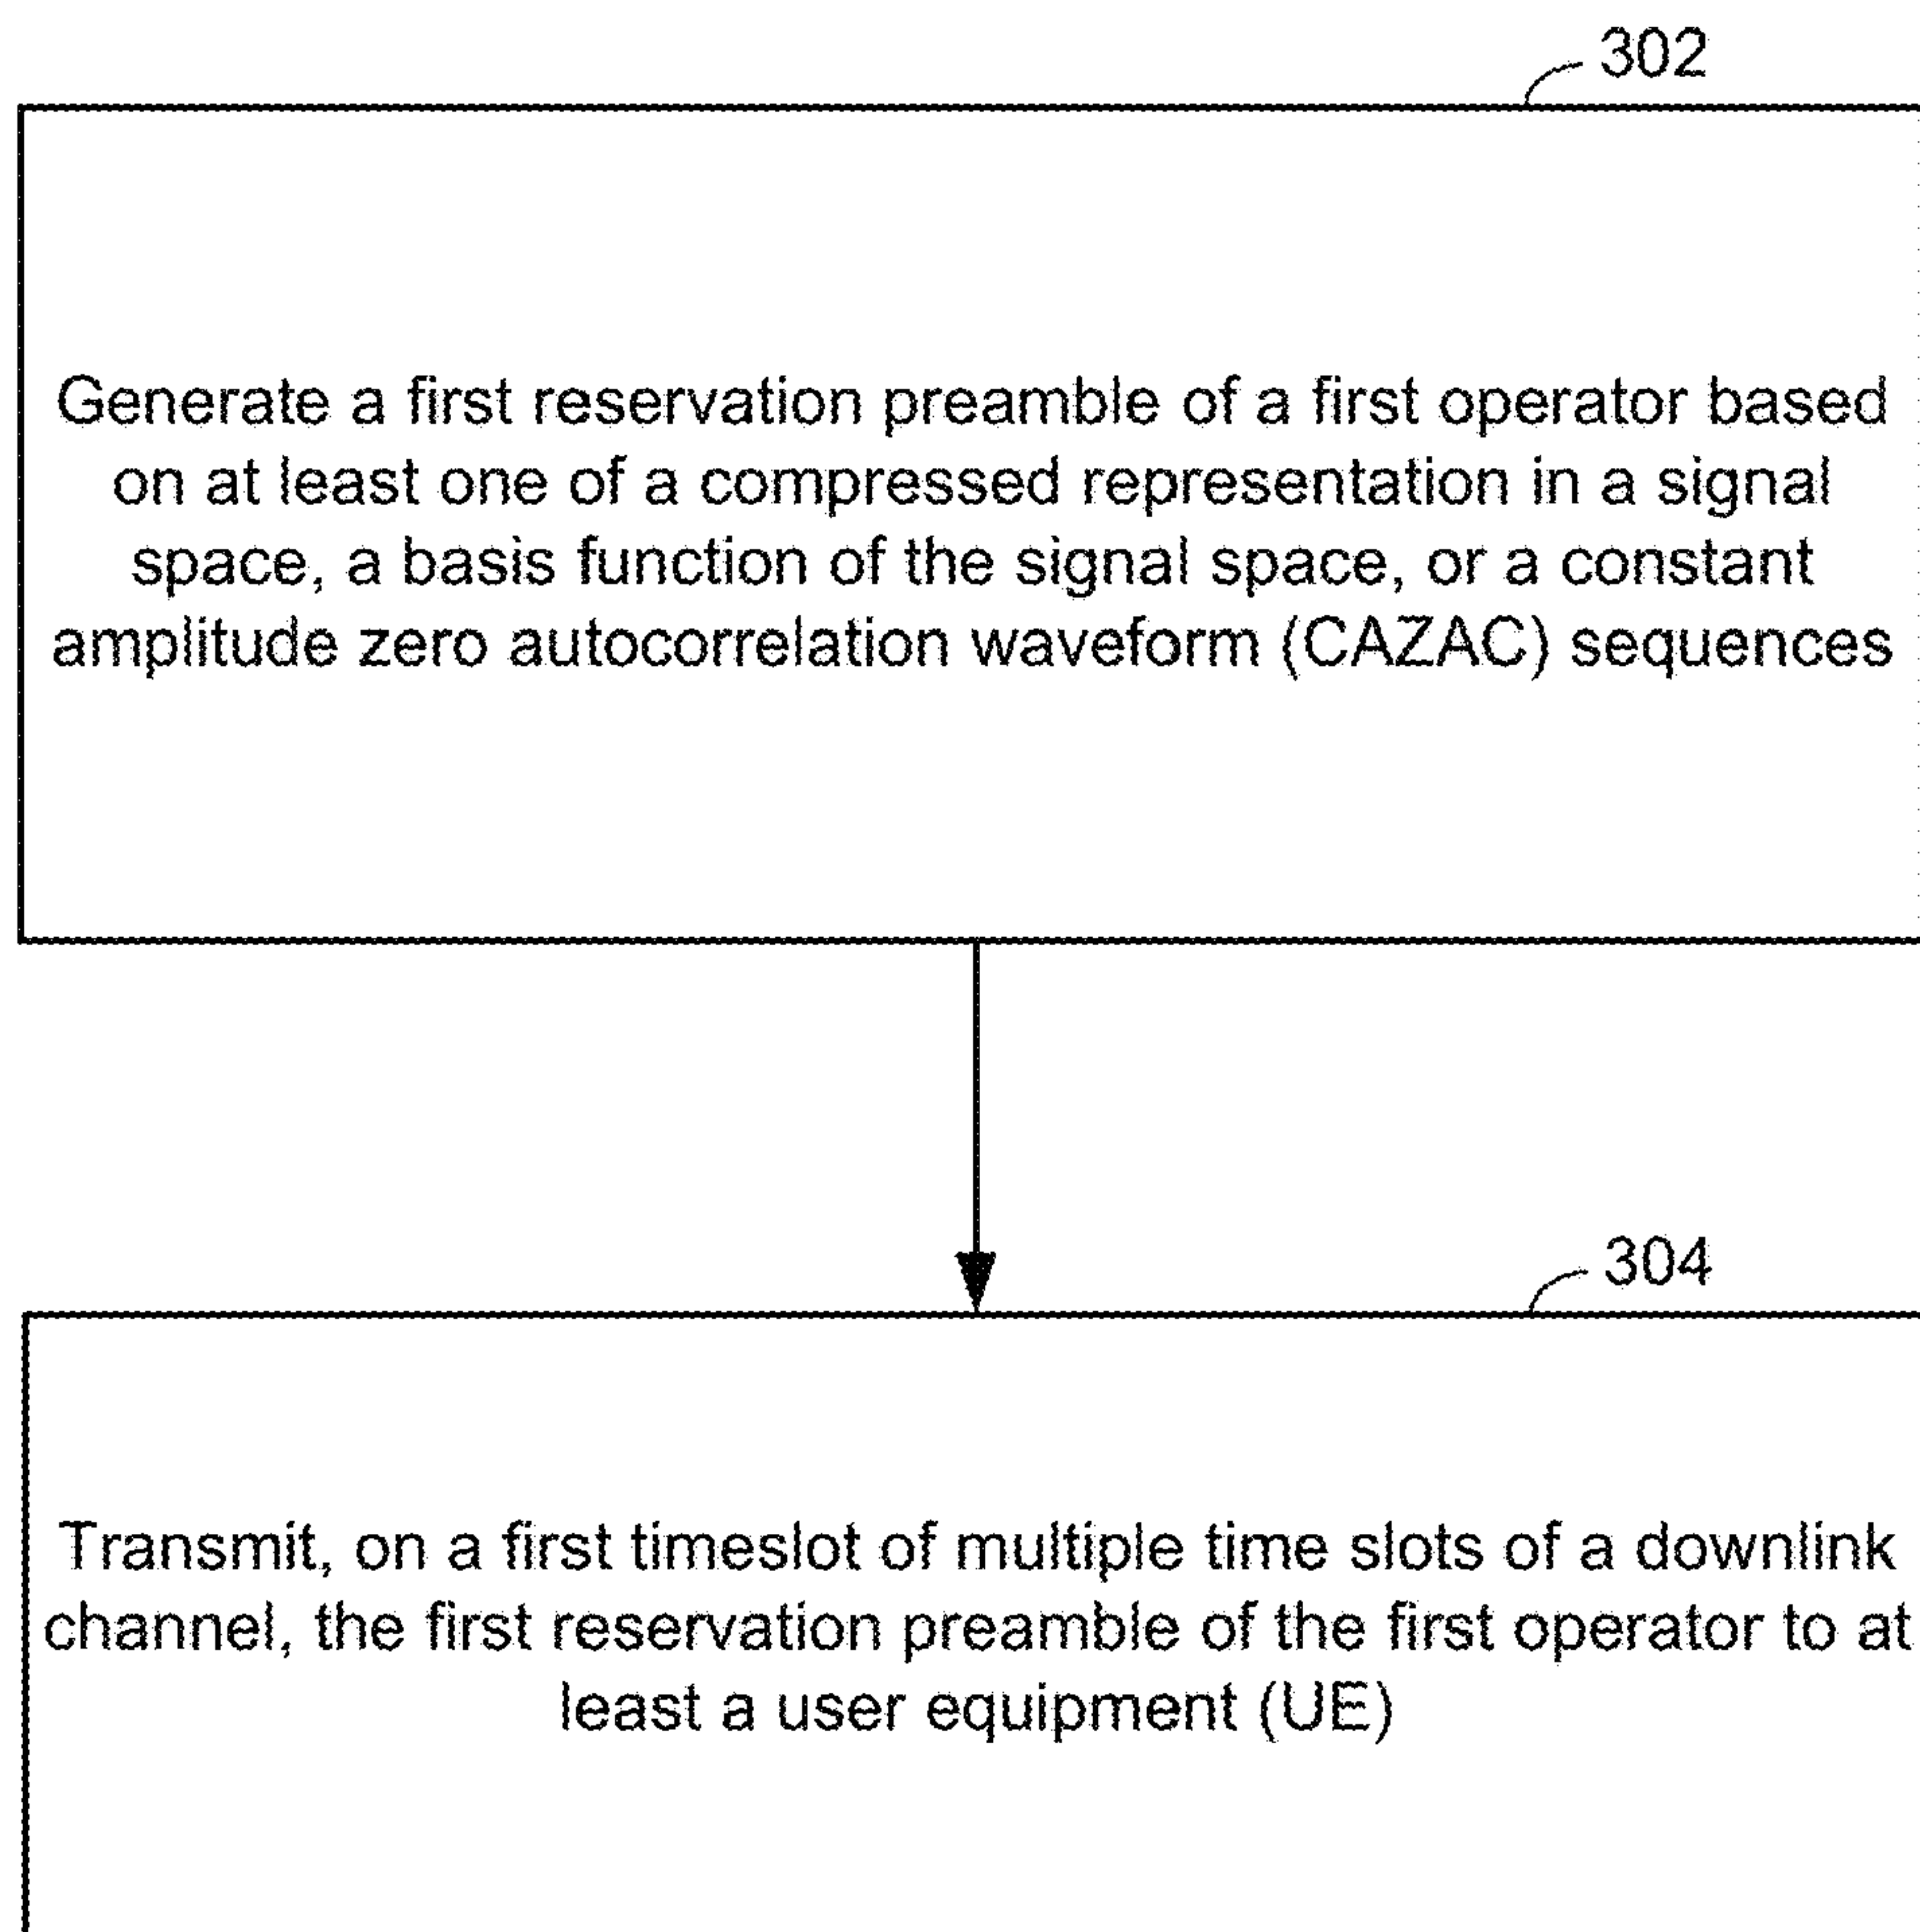 302
Generate a first reservation preamble of a first operator based
on at least one of a compressed representation in a signal
space, a basis function of the signal space, or a constant
amplitude zero autocorrelation waveform (CAZAC) sequences
304
Transmit, on a first timeslot of multiple time slots of a downlink
channel, the first reservation preamble of the first operator to at
least a user equipment (UE)